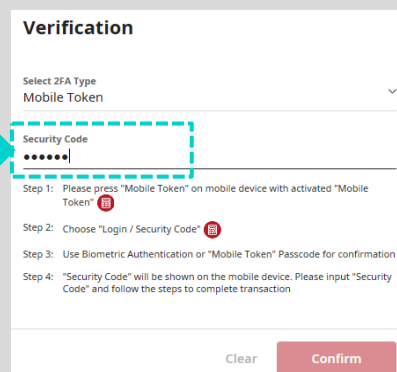 Verification
Select 2FA Type
Mobile Token
Security Code
••••••
Step 1: Please press "Mobile Token" on mobile device with activated "Mobile
Token"
Step 2: Choose "Login / Security Code"
Step 3: Use Biometric Authentication or "Mobile Token" Passcode for confirmation
Step 4: "Security Code" will be shown on the mobile device. Please input "Security
Code" and follow the steps to complete transaction
Clear Confirm